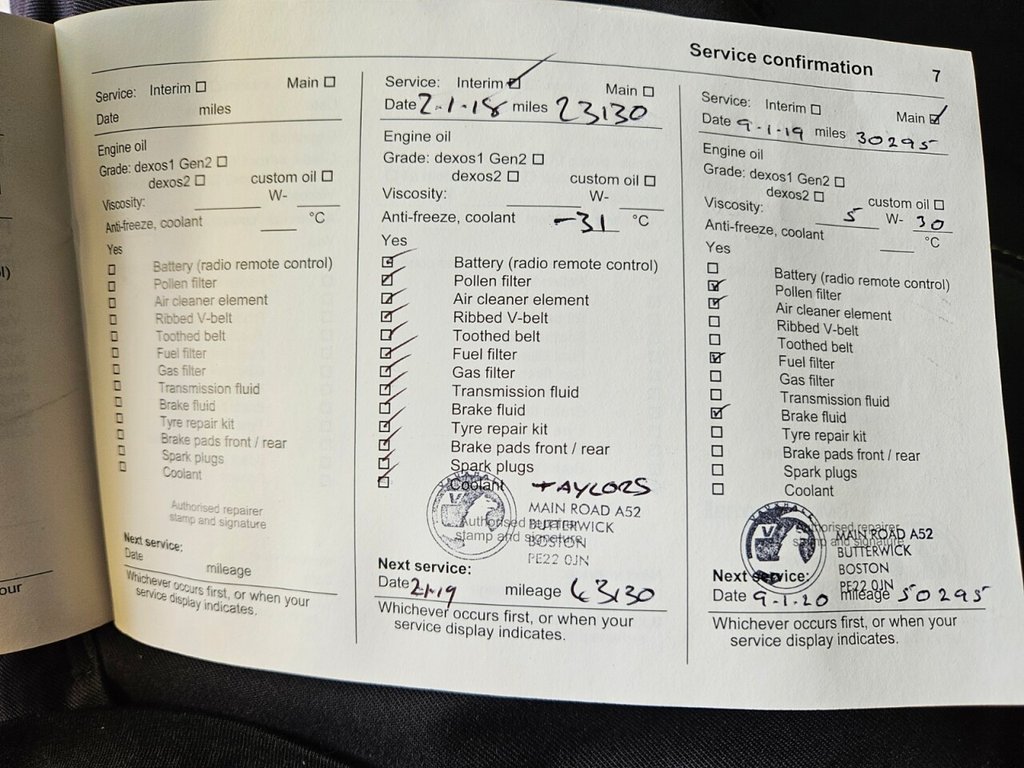 Service confirmation 7
Service: Interim ☐ Main ☐
Date miles
Engine oil
Grade: dexos1 Gen2 ☐
dexos2 ☐ custom oil ☐
Viscosity: W-
Anti-freeze, coolant °C
Yes
☐ Battery (radio remote control)
☐ Pollen filter
☐ Air cleaner element
☐ Ribbed V-belt
☐ Toothed belt
☐ Fuel filter
☐ Gas filter
☐ Transmission fluid
☐ Brake fluid
☐ Tyre repair kit
☐ Brake pads front / rear
☐ Spark plugs
☐ Coolant
Authorised repairer
stamp and signature
Next service:
Date mileage
Whichever occurs first, or when your
service display indicates.
Service: Interim ☑ Main ☐
Date 2-1-18 miles 23130
Engine oil
Grade: dexos1 Gen2 ☐
dexos2 ☐ custom oil ☐
Viscosity: W-
Anti-freeze, coolant -31 °C
Yes
☑ Battery (radio remote control)
☑ Pollen filter
☑ Air cleaner element
☑ Ribbed V-belt
☑ Toothed belt
☑ Fuel filter
☑ Gas filter
☑ Transmission fluid
☑ Brake fluid
☑ Tyre repair kit
☑ Brake pads front / rear
☑ Spark plugs
☑ Coolant TAYLORS
MAIN ROAD A52
Authorised repairer BUTTERWICK
stamp and signature BOSTON
PE22 0JN
Next service:
Date 2-1-19 mileage 43130
Whichever occurs first, or when your
service display indicates.
Service: Interim ☐ Main ☑
Date 9-1-19 miles 30295
Engine oil
Grade: dexos1 Gen2 ☐
dexos2 ☐ custom oil ☐
Viscosity: 5 W- 30
Anti-freeze, coolant °C
Yes
☐ Battery (radio remote control)
☑ Pollen filter
☑ Air cleaner element
☐ Ribbed V-belt
☐ Toothed belt
☑ Fuel filter
☐ Gas filter
☐ Transmission fluid
☑ Brake fluid
☐ Tyre repair kit
☐ Brake pads front / rear
☐ Spark plugs
☐ Coolant
VAUXHALL
Authorised repairer MAIN ROAD A52
stamp and signature BUTTERWICK
BOSTON
Next service: PE22 0JN
Date 9-1-20 mileage 50295
Whichever occurs first, or when your
service display indicates.
our